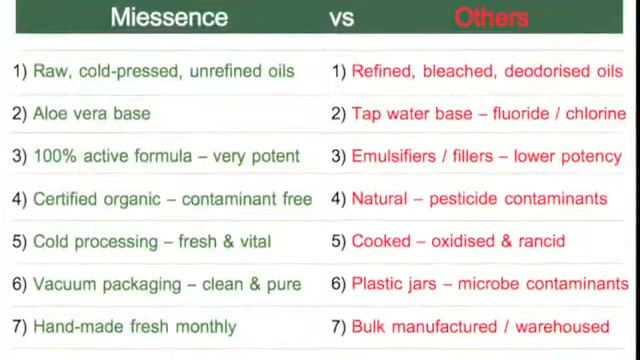 Miessence vs Others
1) Raw, cold-pressed, unrefined oils 1) Refined, bleached, deodorised oils
2) Aloe vera base 2) Tap water base – fluoride / chlorine
3) 100% active formula – very potent 3) Emulsifiers / fillers – lower potency
4) Certified organic – contaminant free 4) Natural – pesticide contaminants
5) Cold processing – fresh & vital 5) Cooked – oxidised & rancid
6) Vacuum packaging – clean & pure 6) Plastic jars – microbe contaminants
7) Hand-made fresh monthly 7) Bulk manufactured / warehoused